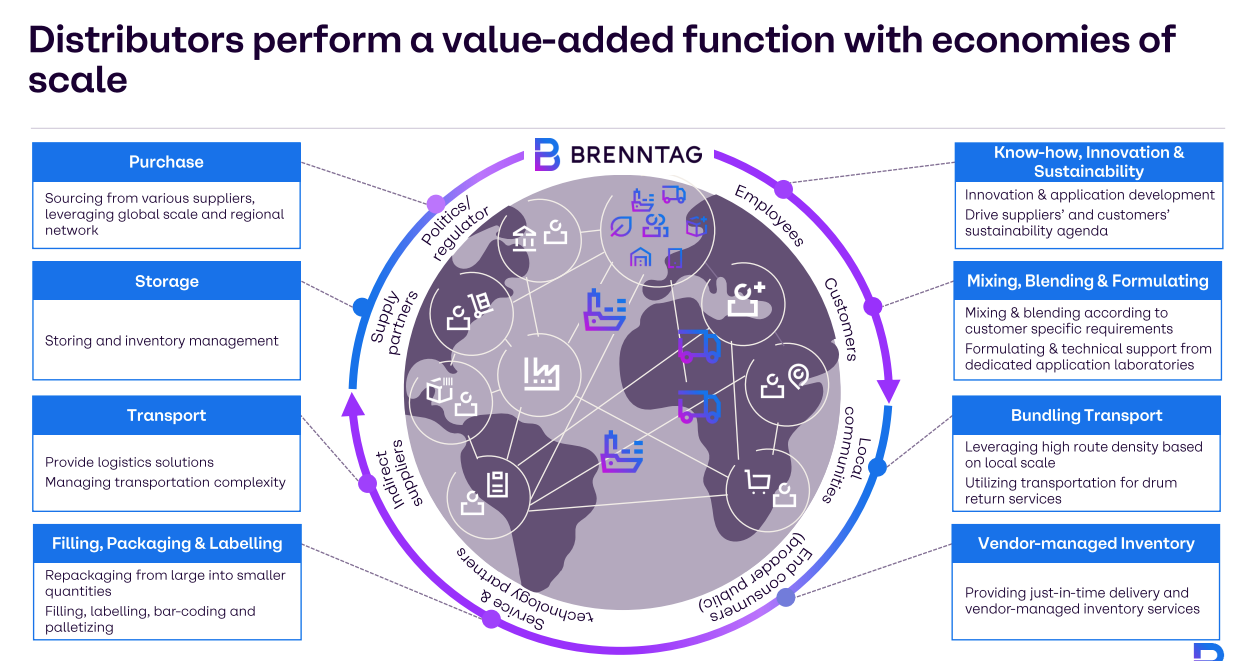 Distributors perform a value-added function with economies of
scale
BRENNTAG
Purchase
Sourcing from various suppliers,
leveraging global scale and regional
network
Storage
Storing and inventory management
Transport
Provide logistics solutions
Managing transportation complexity
Filling, Packaging & Labelling
Repackaging from large into smaller
quantities
Filling, labelling, bar-coding and
palletizing
Politics/
regulator
Supply
partners
Indirect
suppliers
Service &
technology partner
Employees
Customers
Local
communities
End consumers
(broader public)
Know-how, Innovation &
Sustainability
Innovation & application development
Drive suppliers' and customers'
sustainability agenda
Mixing, Blending & Formulating
Mixing & blending according to
customer specific requirements
Formulating & technical support from
dedicated application laboratories
Bundling Transport
Leveraging high route density based
on local scale
Utilizing transportation for drum
return services
Vendor-managed Inventory
Providing just-in-time delivery and
vendor-managed inventory services